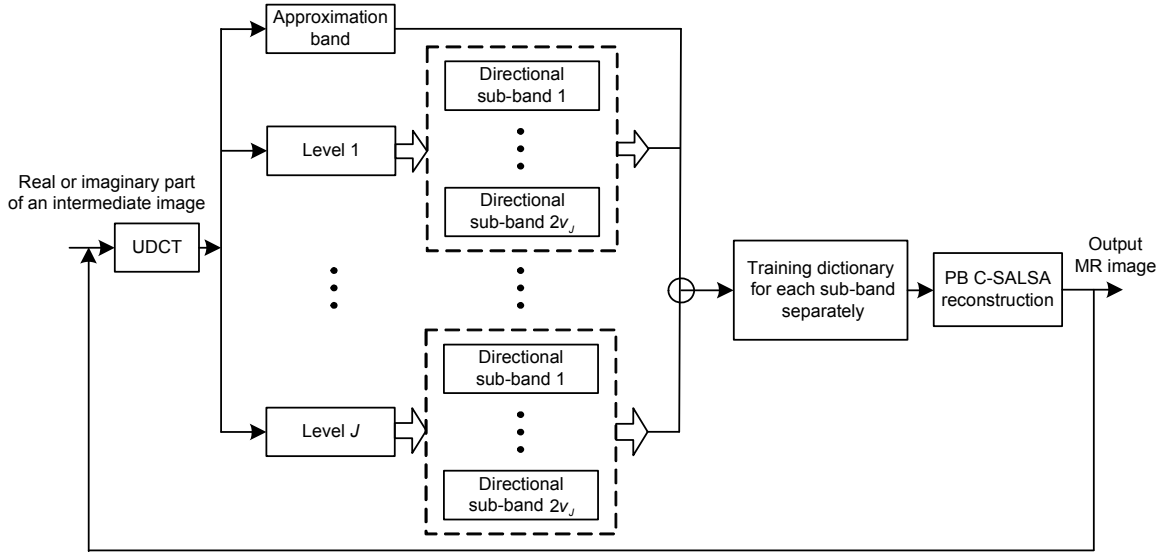 Approximation
band
Directional
sub-band 1
Level 1
Directional
sub-band 2v_J
Real or imaginary part
of an intermediate image
UDCT
Training dictionary
for each sub-band
separately
PB C-SALSA
reconstruction
Output
MR image
Directional
sub-band 1
Level J
Directional
sub-band 2v_J